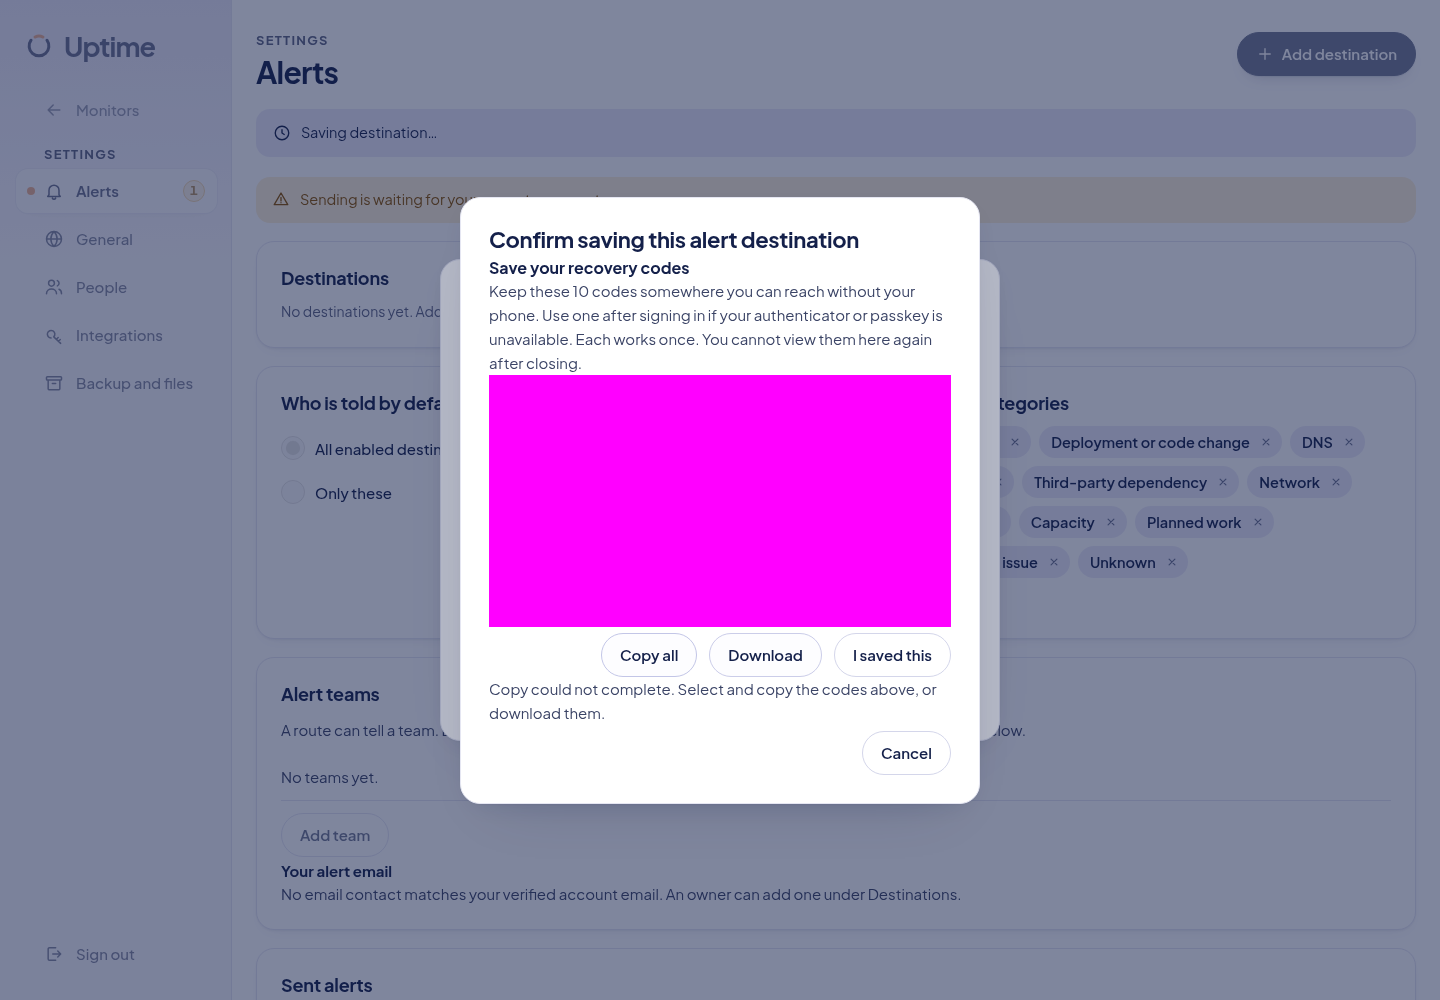 Uptime
Monitors
SETTINGS
Alerts
1
General
People
Integrations
Backup and files
Sign out
SETTINGS
Alerts
Add destination
Saving destination…
Sending is waiting for
Destinations
No destinations yet.
Who is told by
All enabled
Only these
Deployment or code change
DNS
Third-party dependency
Network
Capacity
Planned work
issue
Unknown
Alert teams
A route can tell a team.
No teams yet.
Add team
Your alert email
No email contact matches your verified account email. An owner can add one under Destinations.
Sent alerts
Confirm saving this alert destination
Save your recovery codes
Keep these 10 codes somewhere you can reach without your
phone. Use one after signing in if your authenticator or passkey is
unavailable. Each works once. You cannot view them here again
after closing.
Copy all
Download
I saved this
Copy could not complete. Select and copy the codes above, or
download them.
Cancel